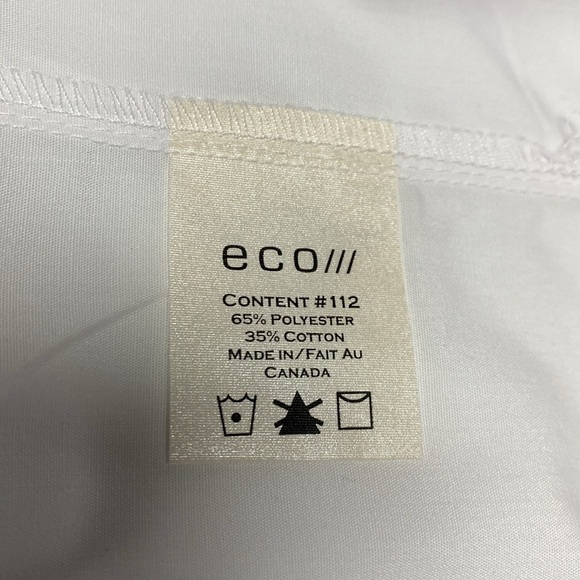 eco///
CONTENT #112
65% POLYESTER
35% COTTON
MADE IN/FAIT AU
CANADA